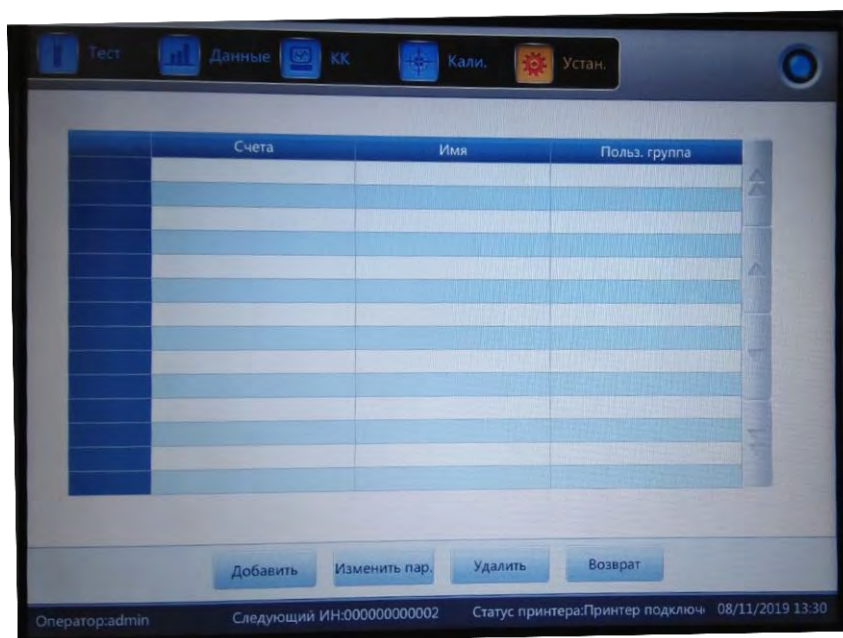 Тест Данные КК Кали. Устан.
Счета Имя Польз. группа
Добавить Изменить пар. Удалить Возврат
Оператор:admin Следующий ИН:000000000002 Статус принтера:Принтер подключ 08/11/2019 13:30